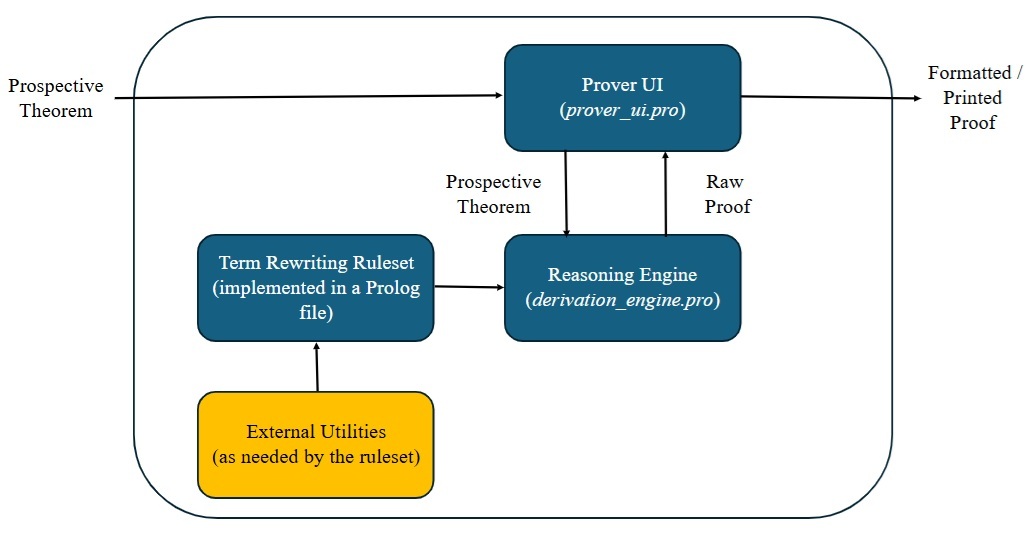 Prospective
Theorem
Prover UI
(prover_ui.pro)
Formatted /
Printed
Proof
Prospective
Theorem
Raw
Proof
Term Rewriting Ruleset
(implemented in a Prolog
file)
Reasoning Engine
(derivation_engine.pro)
External Utilities
(as needed by the ruleset)